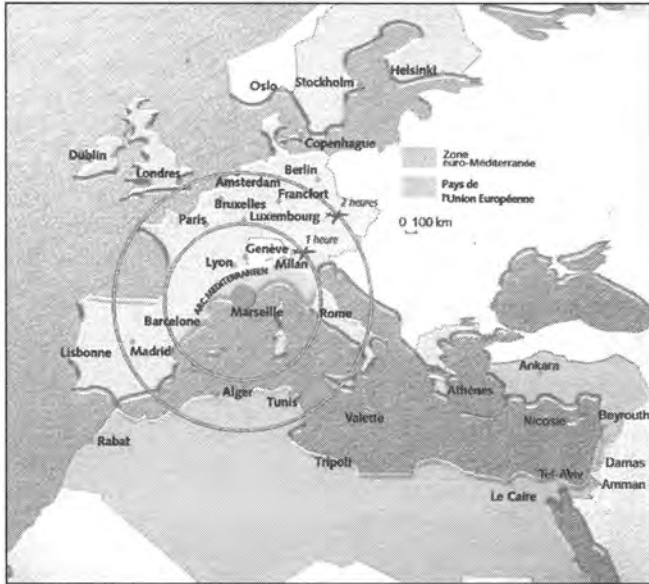 Oslo
Stockholm
Helsinki
Copenhague
Dublin
Londres
Berlin
Amsterdam
Francfort
Bruxelles
Luxembourg
2 heures
Paris
1 heure
Genève
Lyon
Milan
ARC MEDITERRANEEN
Barcelone
Marseille
Rome
Lisbonne
Madrid
Alger
Tunis
Athènes
Ankara
Valette
Nicosie
Beyrouth
Rabat
Tripoli
Damas
Tel-Aviv
Amman
Le Caire
Zone
euro-Méditerranée
Pays de
l'Union Européenne
0 100 km